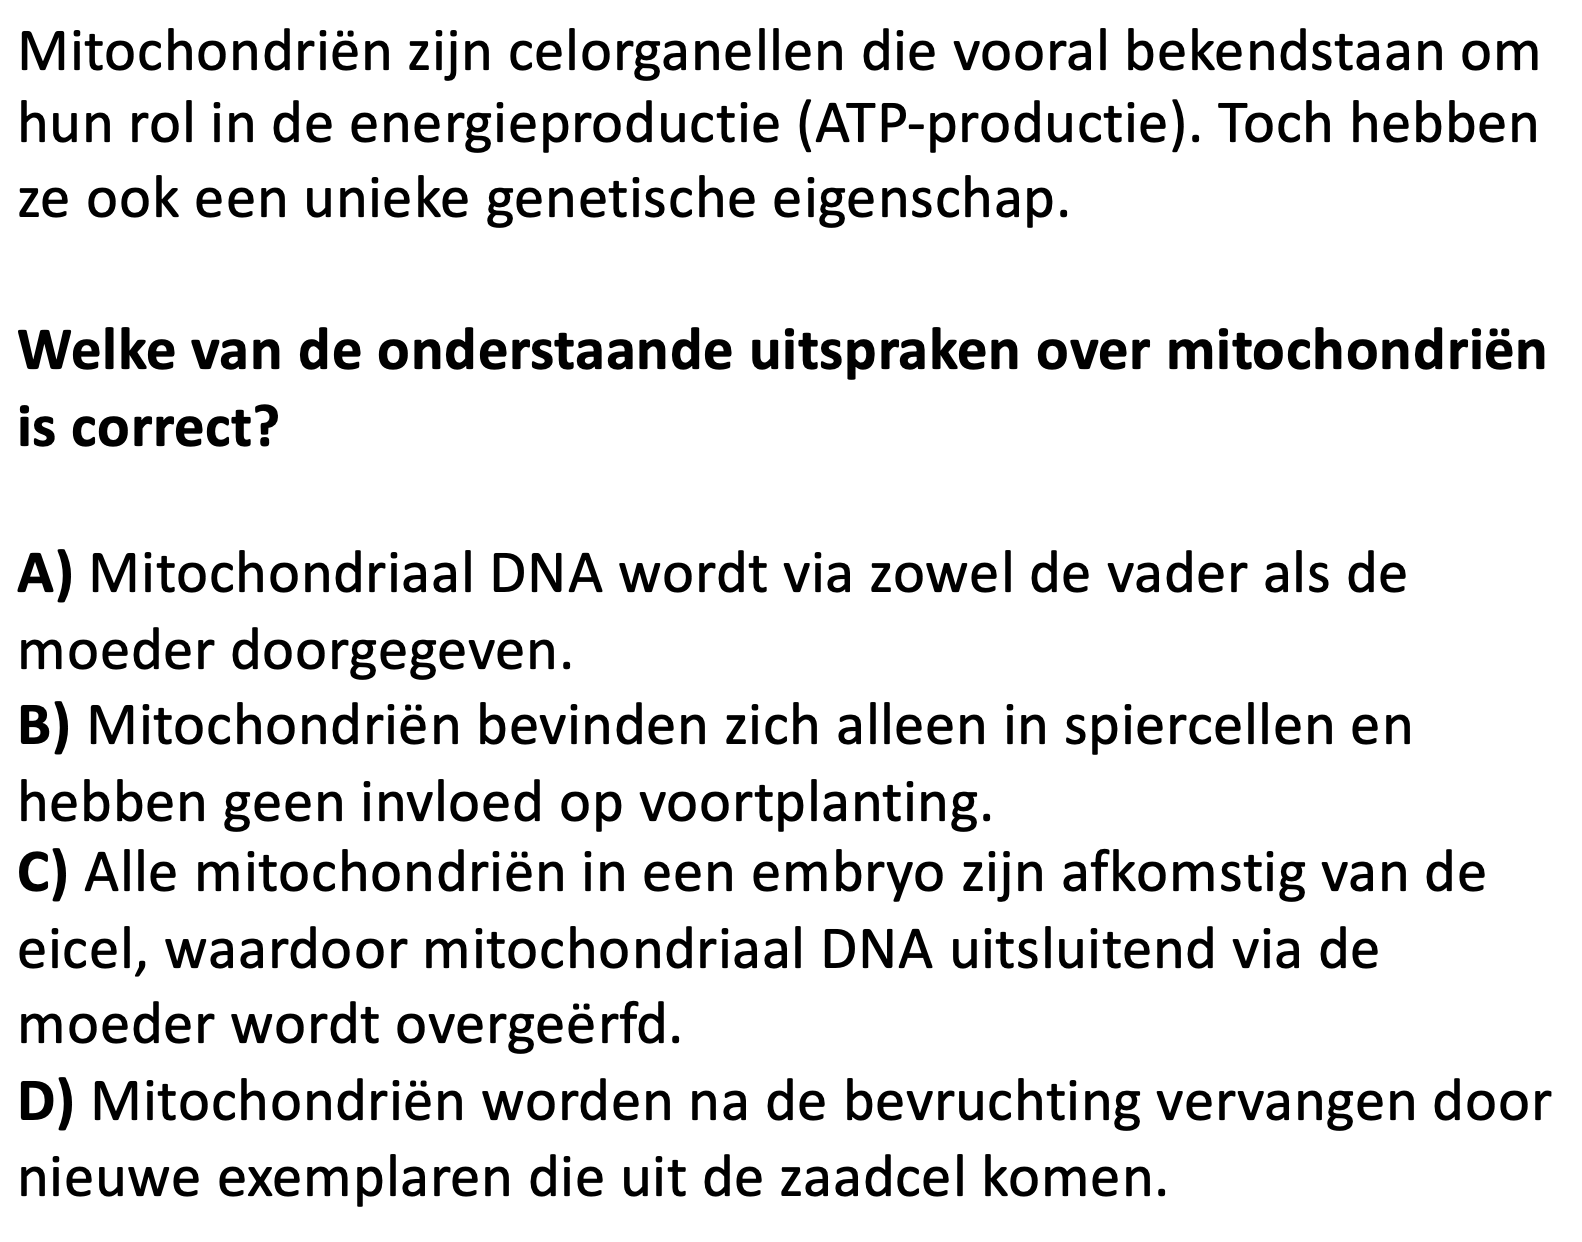 Mitochondriën zijn celorganellen die vooral bekendstaan om
hun rol in de energieproductie (ATP-productie). Toch hebben
ze ook een unieke genetische eigenschap.
Welke van de onderstaande uitspraken over mitochondriën
is correct?
A) Mitochondriaal DNA wordt via zowel de vader als de
moeder doorgegeven.
B) Mitochondriën bevinden zich alleen in spiercellen en
hebben geen invloed op voortplanting.
C) Alle mitochondriën in een embryo zijn afkomstig van de
eicel, waardoor mitochondriaal DNA uitsluitend via de
moeder wordt overgeërfd.
D) Mitochondriën worden na de bevruchting vervangen door
nieuwe exemplaren die uit de zaadcel komen.